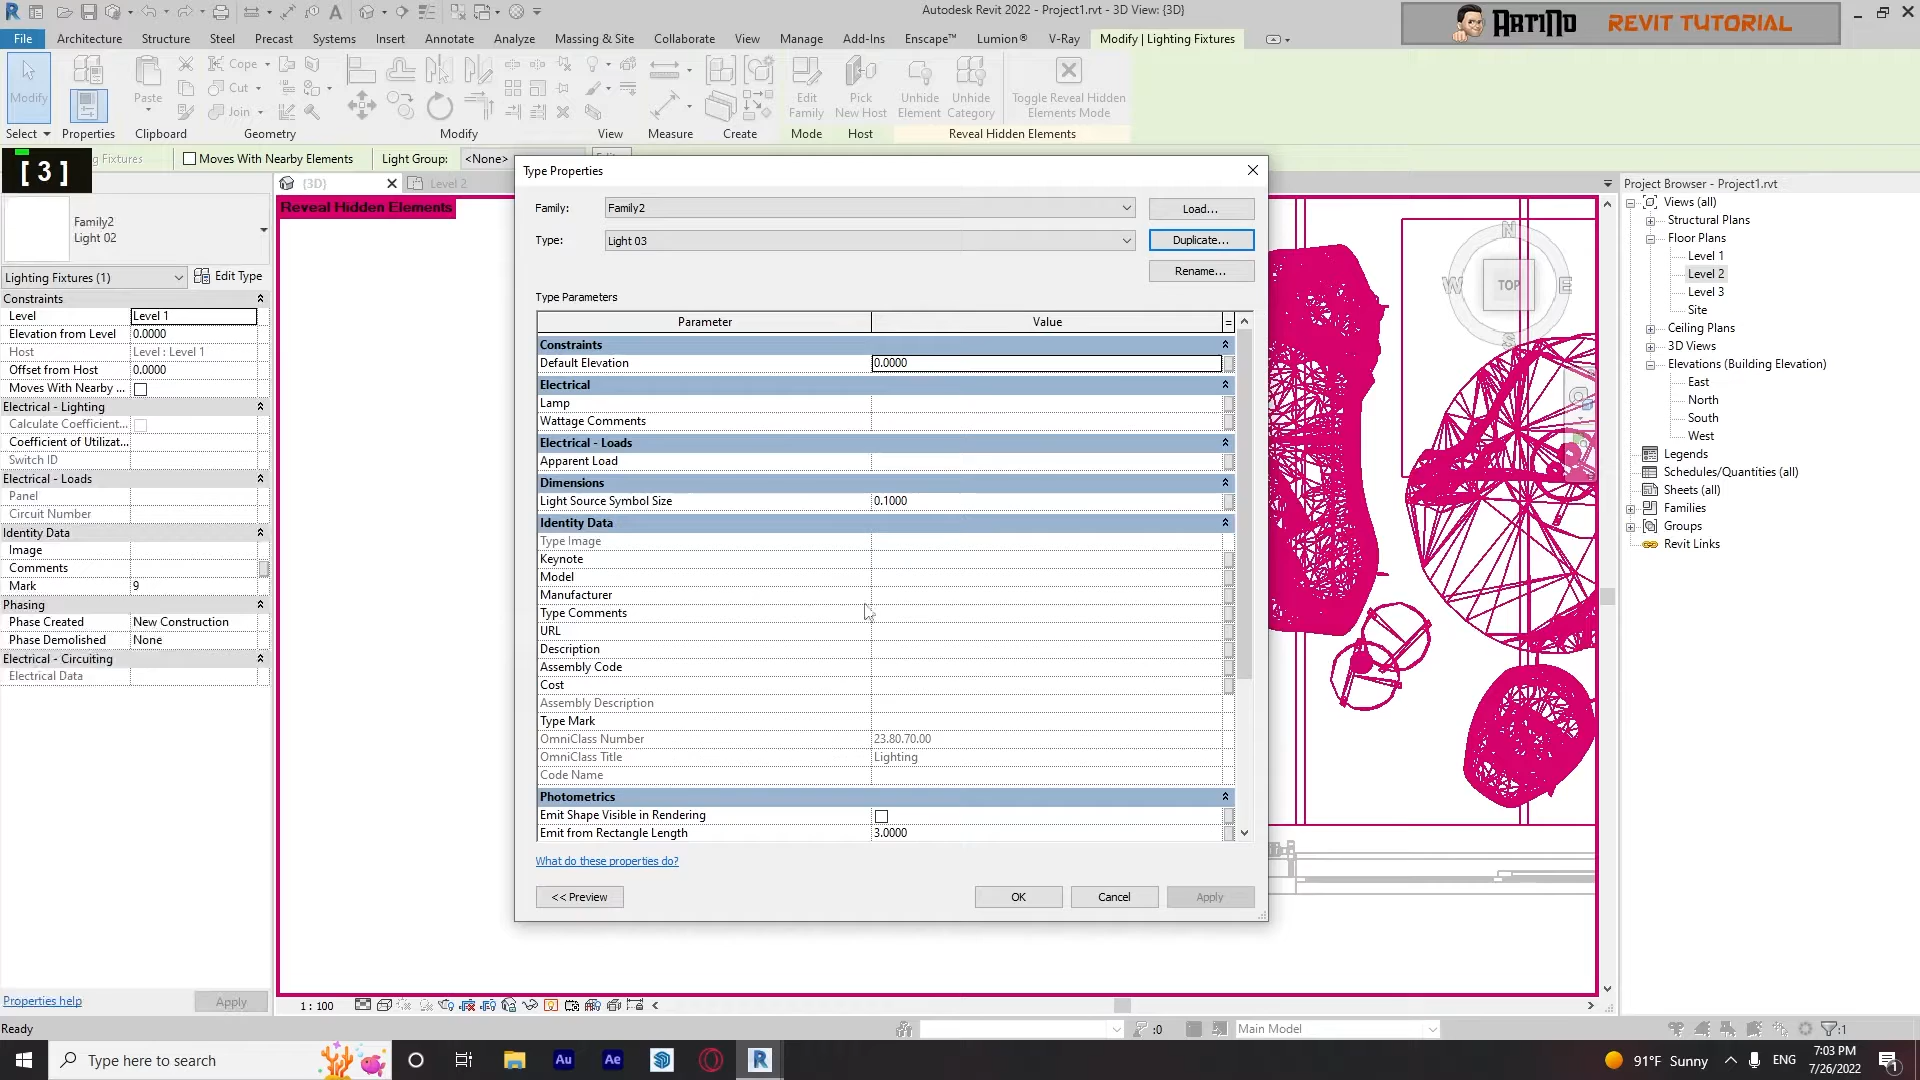 Autodesk Revit 2022 - Project1.rvt - 3D View: {3D}
ARTINO REVIT TUTORIAL
File Architecture Structure Steel Precast Systems Insert Annotate Analyze Massing & Site Collaborate View Manage Add-Ins Enscape™ Lumion® V-Ray Modify | Lighting Fixtures
Modify
Paste
Cope
Cut
Join
Edit Family
Pick New Host
Unhide Element
Unhide Category
Toggle Reveal Hidden Elements Mode
Select Properties Clipboard Geometry Modify View Measure Create Mode Host Reveal Hidden Elements
[ 3 ]
g Fixtures
Moves With Nearby Elements
Light Group: <None>
{3D}
Level 2
Reveal Hidden Elements
Family2
Light 02
Lighting Fixtures (1)
Edit Type
Constraints
Level Level 1
Elevation from Level 0.0000
Host Level : Level 1
Offset from Host 0.0000
Moves With Nearby ...
Electrical - Lighting
Calculate Coefficient...
Coefficient of Utilizat...
Switch ID
Electrical - Loads
Panel
Circuit Number
Identity Data
Image
Comments
Mark 9
Phasing
Phase Created New Construction
Phase Demolished None
Electrical - Circuiting
Electrical Data
Properties help
Apply
Type Properties
Family: Family2 Load...
Type: Light 03 Duplicate...
Rename...
Type Parameters
Parameter Value =
Constraints
Default Elevation 0.0000
Electrical
Lamp
Wattage Comments
Electrical - Loads
Apparent Load
Dimensions
Light Source Symbol Size 0.1000
Identity Data
Type Image
Keynote
Model
Manufacturer
Type Comments
URL
Description
Assembly Code
Cost
Assembly Description
Type Mark
OmniClass Number 23.80.70.00
OmniClass Title Lighting
Code Name
Photometrics
Emit Shape Visible in Rendering
Emit from Rectangle Length 3.0000
What do these properties do?
<< Preview OK Cancel Apply
N
W TOP E
S
Project Browser - Project1.rvt
Views (all)
Structural Plans
Floor Plans
Level 1
Level 2
Level 3
Site
Ceiling Plans
3D Views
Elevations (Building Elevation)
East
North
South
West
Legends
Schedules/Quantities (all)
Sheets (all)
Families
Groups
Revit Links
1 : 100
Ready
:0
Main Model
:1
Type here to search
Au
Ae
R
91°F Sunny
ENG
7:03 PM
7/26/2022
1